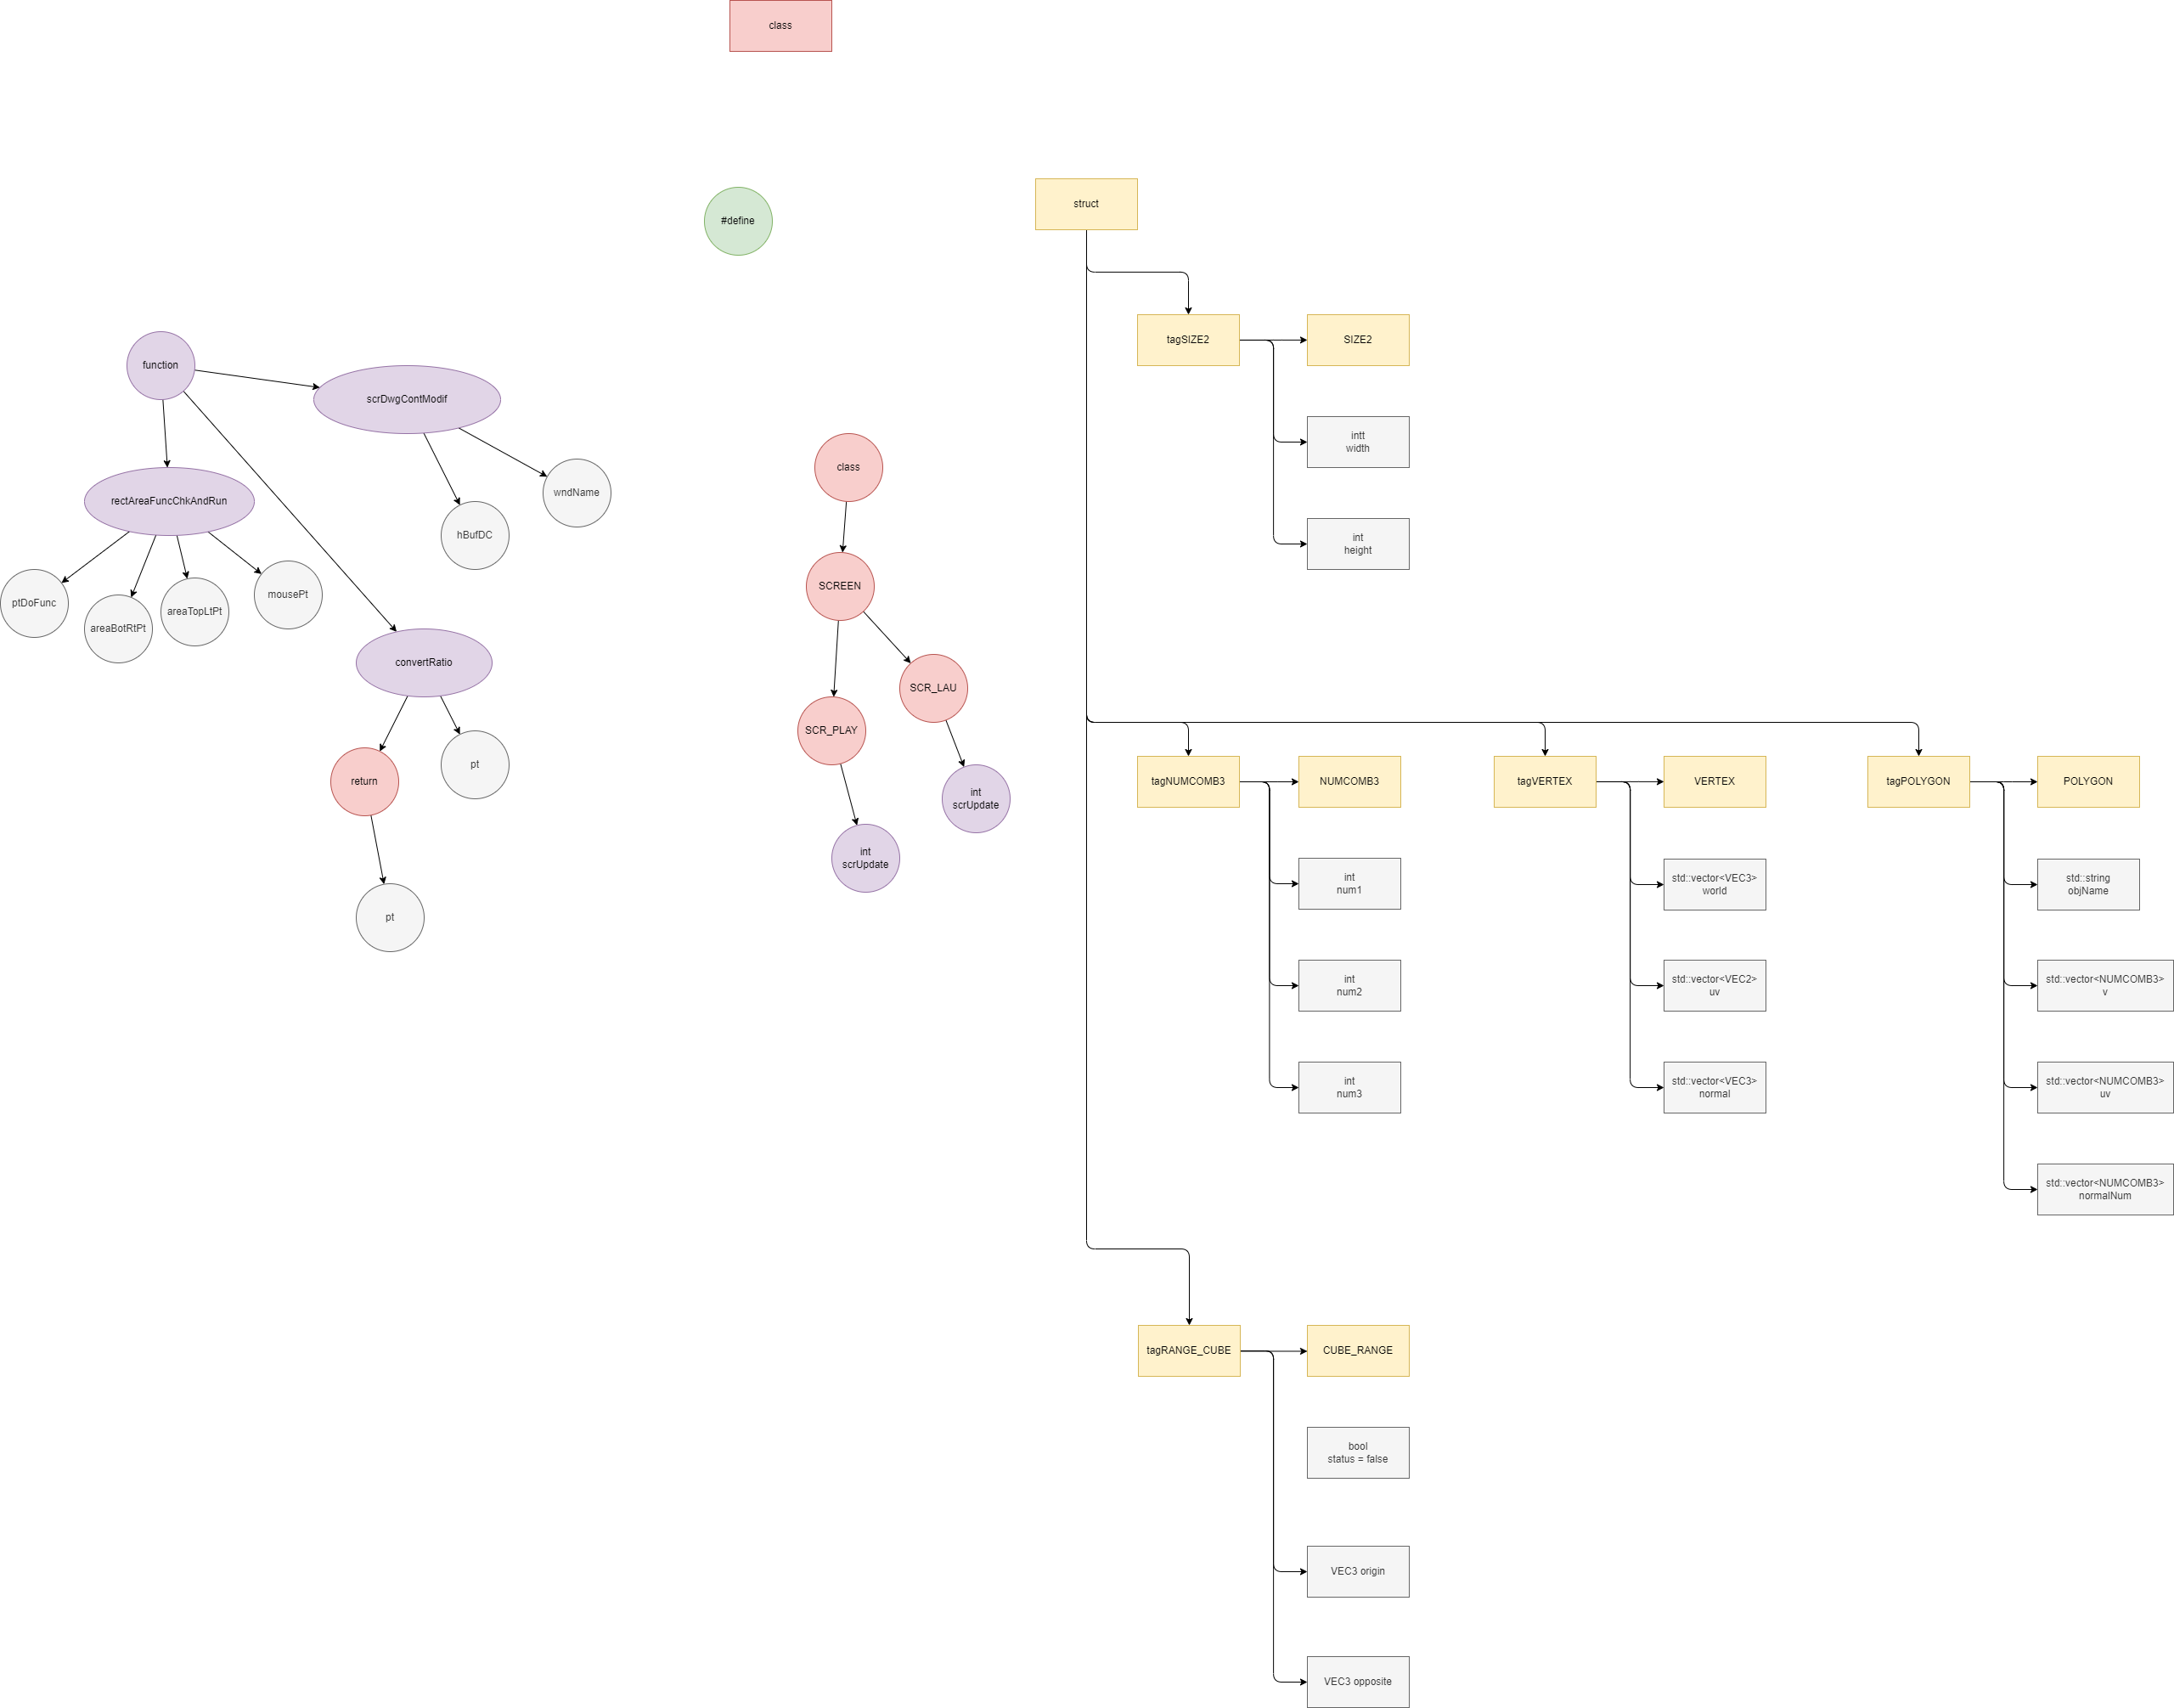 class
#define
struct
tagSIZE2
SIZE2
intt
width
int
height
function
scrDwgContModif
rectAreaFuncChkAndRun
hBufDC
wndName
ptDoFunc
areaBotRtPt
areaTopLtPt
mousePt
convertRatio
return
pt
pt
class
SCREEN
SCR_LAU
SCR_PLAY
int
scrUpdate
int
scrUpdate
tagNUMCOMB3
NUMCOMB3
int
num1
int
num2
int
num3
tagVERTEX
VERTEX
std::vector<VEC3>
world
std::vector<VEC2>
uv
std::vector<VEC3>
normal
tagPOLYGON
POLYGON
std::string
objName
std::vector<NUMCOMB3>
v
std::vector<NUMCOMB3>
uv
std::vector<NUMCOMB3>
normalNum
tagRANGE_CUBE
CUBE_RANGE
bool
status = false
VEC3 origin
VEC3 opposite